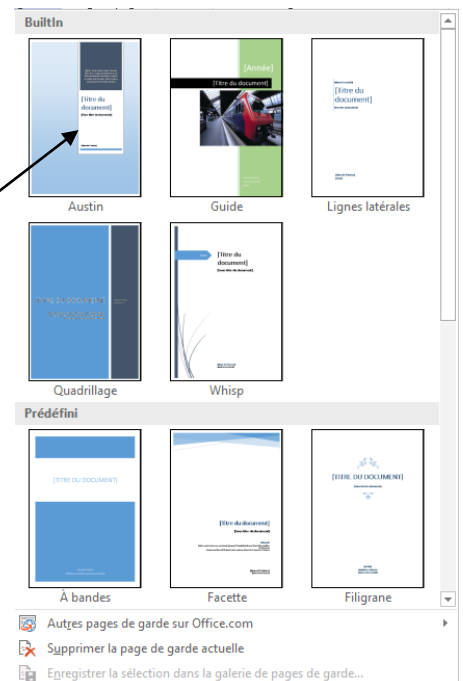 BuiltIn
[Titre du
document]
Austin
[Année]
[Titre du document]
Guide
[Titre du
document]
Lignes latérales
[TITRE DU DOCUMENT]
Quadrillage
[Titre du
document]
[Sous-titre du document]
Whisp
Prédéfini
[TITRE DU DOCUMENT]
À bandes
[Titre du document]
[Sous-titre du document]
Facette
[TITRE DU DOCUMENT]
Filigrane
Autres pages de garde sur Office.com
Supprimer la page de garde actuelle
Enregistrer la sélection dans la galerie de pages de garde...